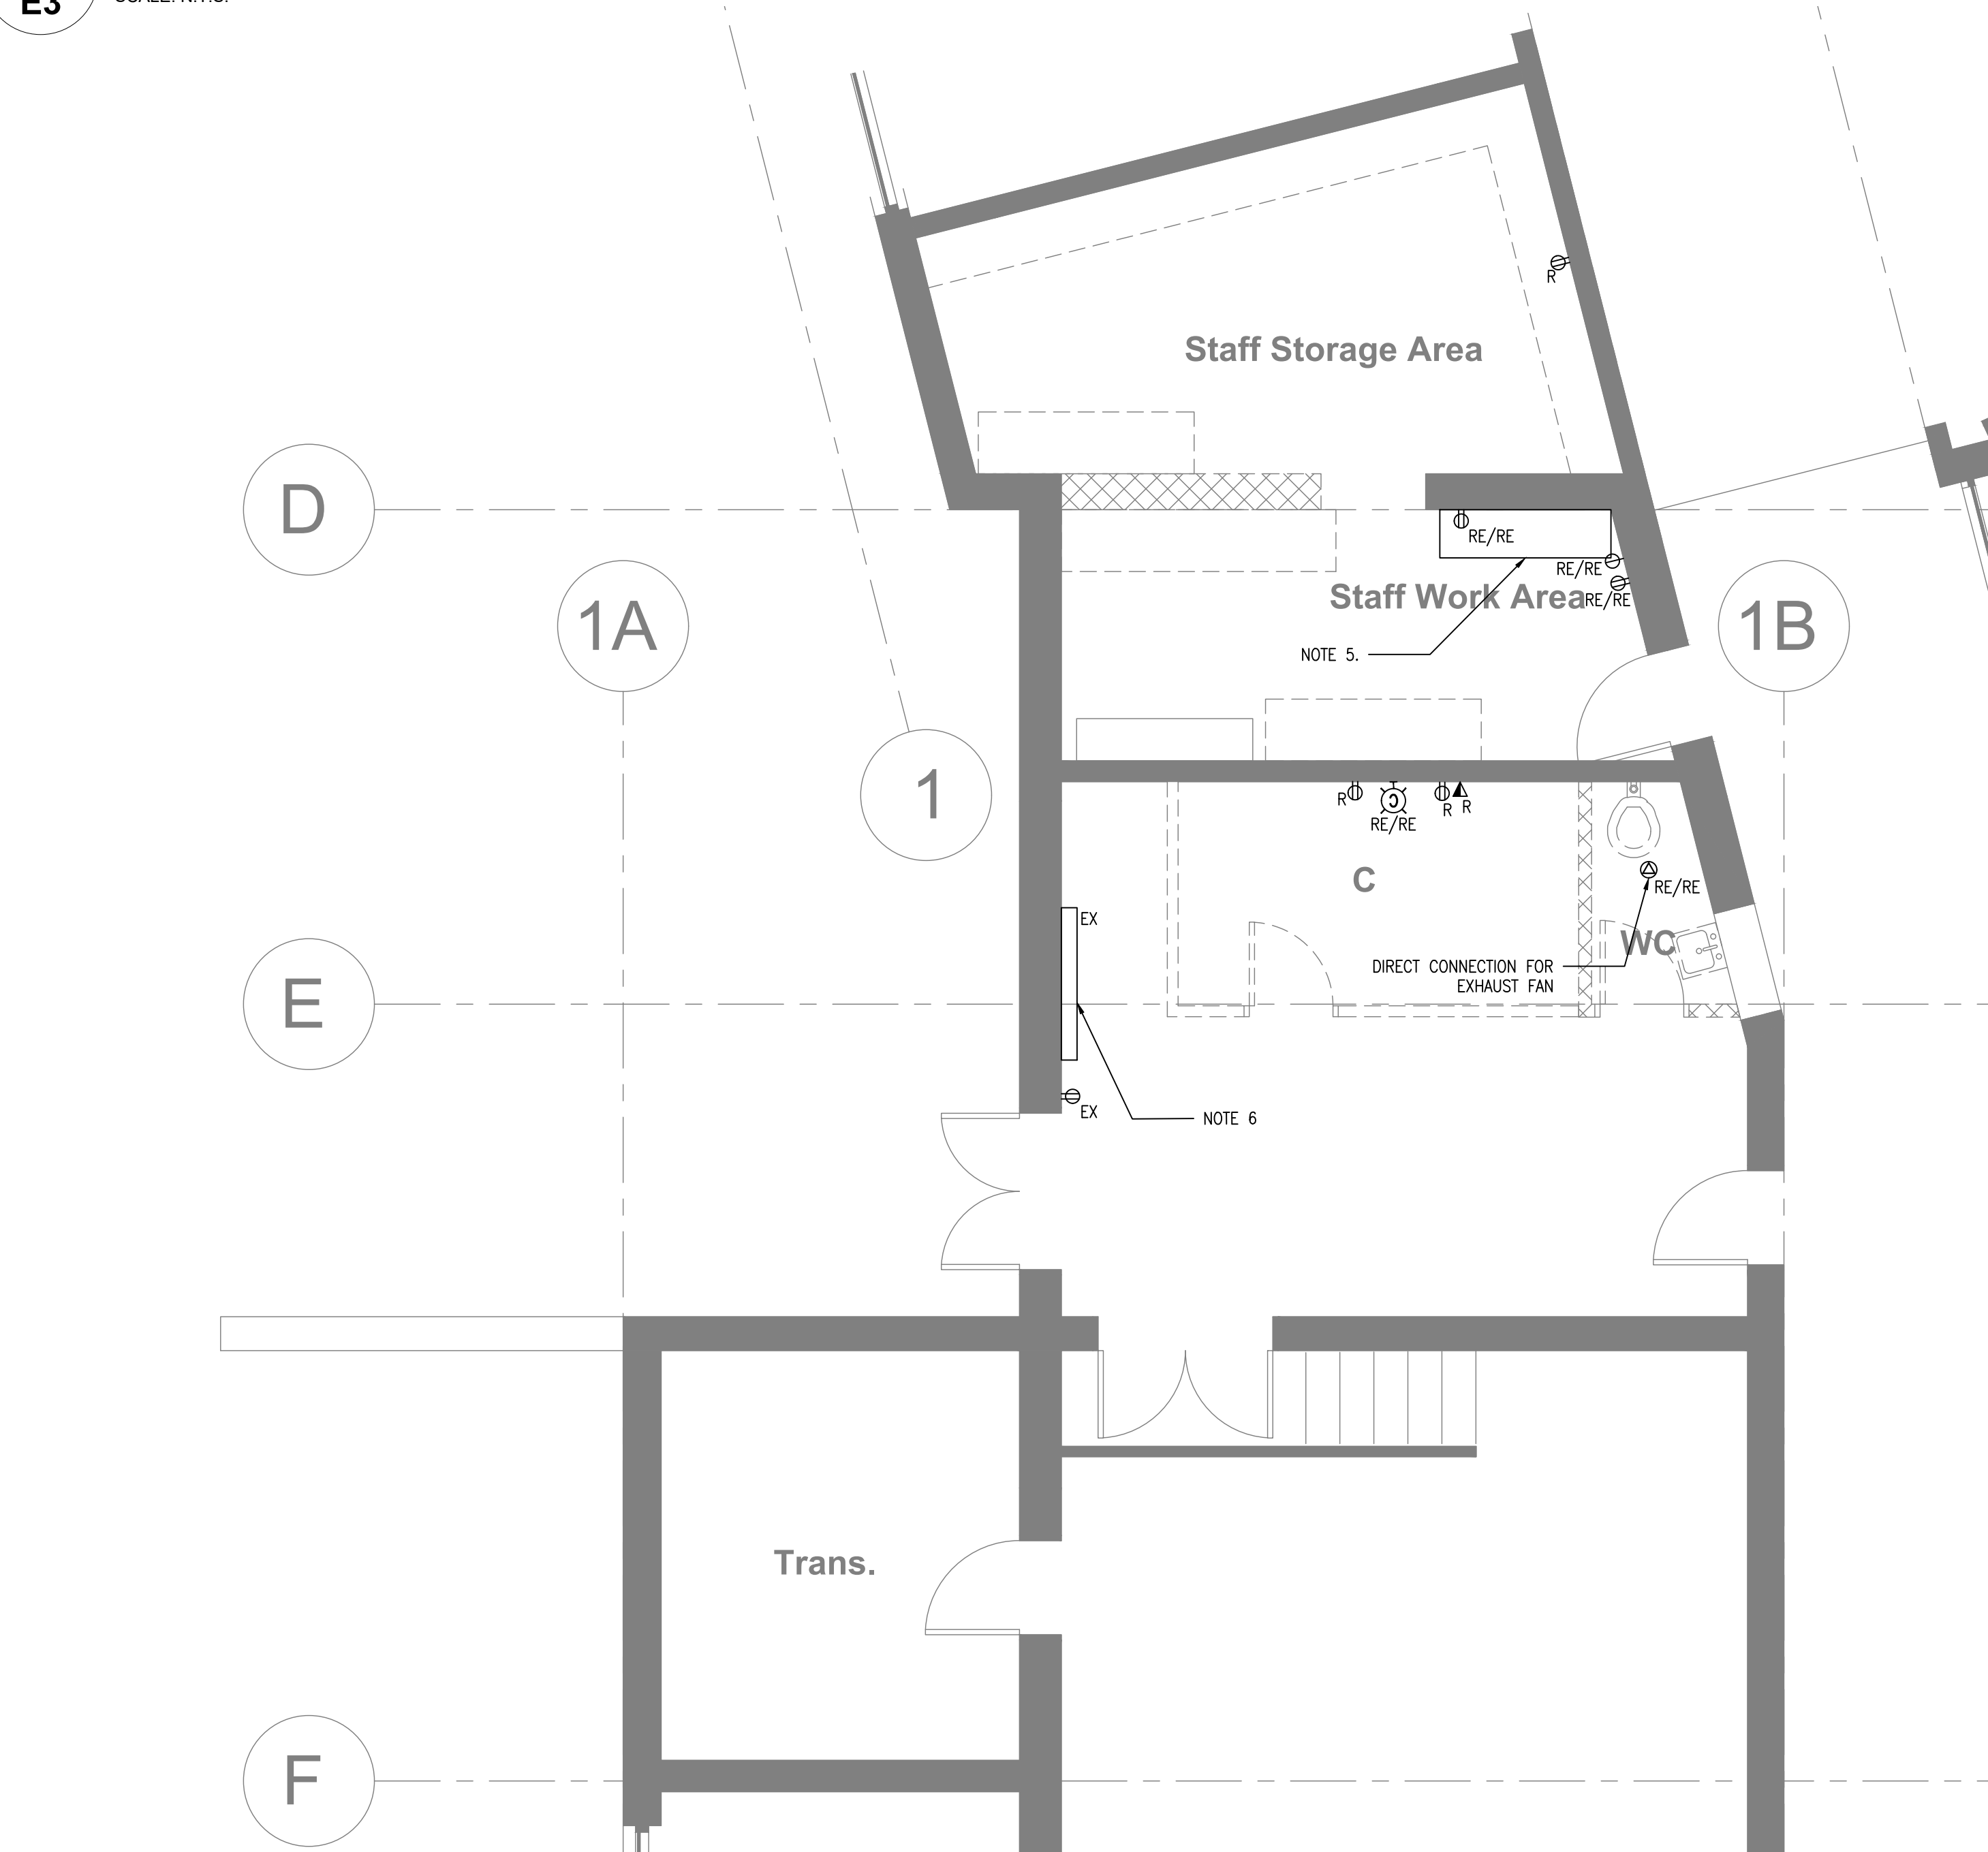 E3
R
Staff Storage Area
D
RE/RE
RE/RE
Staff Work Area
RE/RE
1A
1B
NOTE 5.
1
R
RE/RE
R
R
C
RE/RE
EX
WC
DIRECT CONNECTION FOR
EXHAUST FAN
E
EX
NOTE 6
Trans.
F